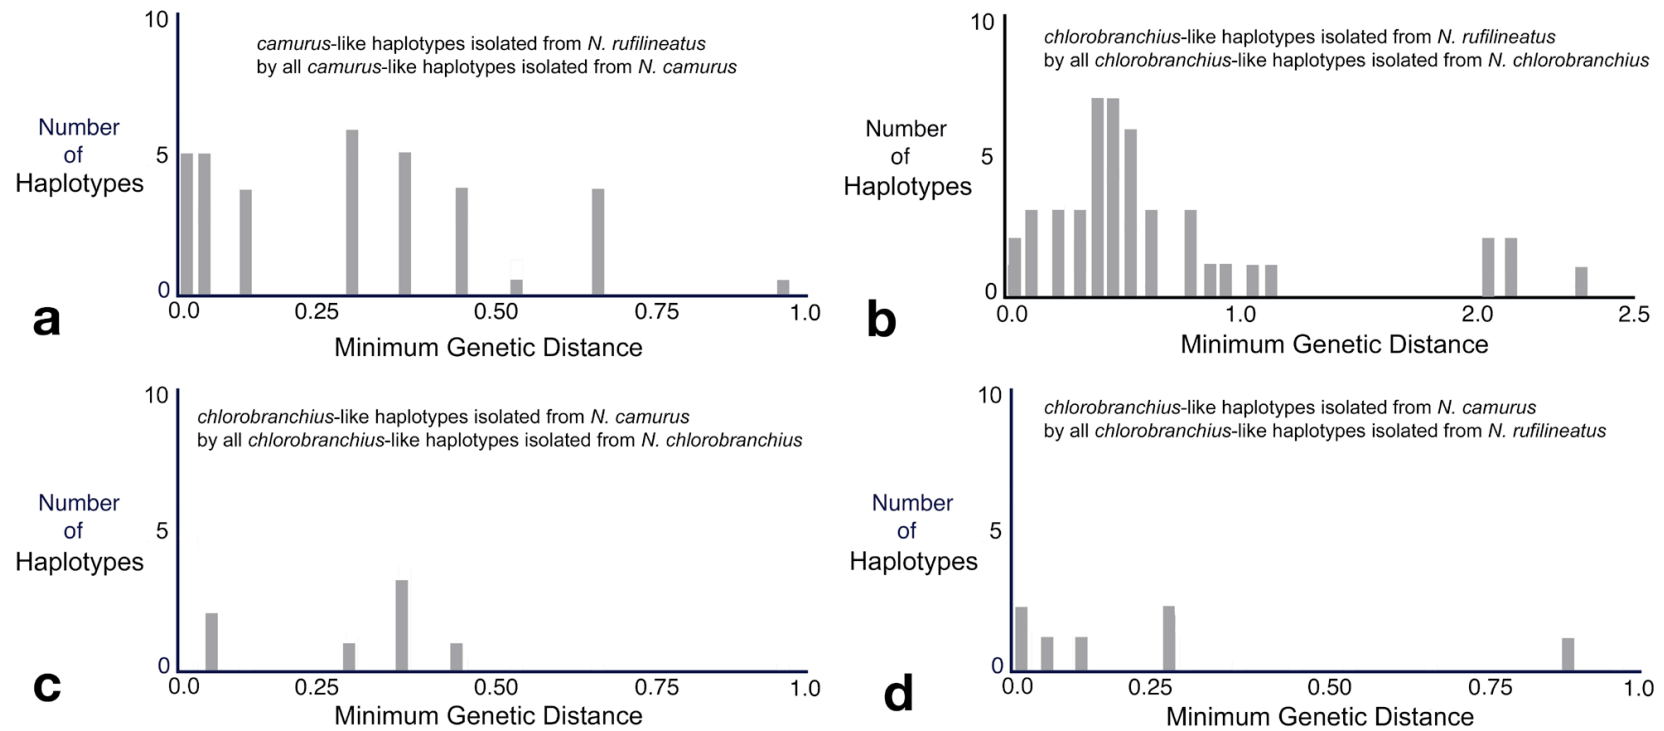 10
camurus-like haplotypes isolated from N. rufilineatus
by all camurus-like haplotypes isolated from N. camurus
Number
of
Haplotypes
5
0
0.0 0.25 0.50 0.75 1.0
a
Minimum Genetic Distance
10
chlorobranchius-like haplotypes isolated from N. rufilineatus
by all chlorobranchius-like haplotypes isolated from N. chlorobranchius
Number
of
Haplotypes
5
0
0.0 1.0 2.0 2.5
b
Minimum Genetic Distance
10
chlorobranchius-like haplotypes isolated from N. camurus
by all chlorobranchius-like haplotypes isolated from N. chlorobranchius
Number
of
Haplotypes
5
0
0.0 0.25 0.50 0.75 1.0
c
Minimum Genetic Distance
10
chlorobranchius-like haplotypes isolated from N. camurus
by all chlorobranchius-like haplotypes isolated from N. rufilineatus
Number
of
Haplotypes
5
0
0.0 0.25 0.50 0.75 1.0
d
Minimum Genetic Distance